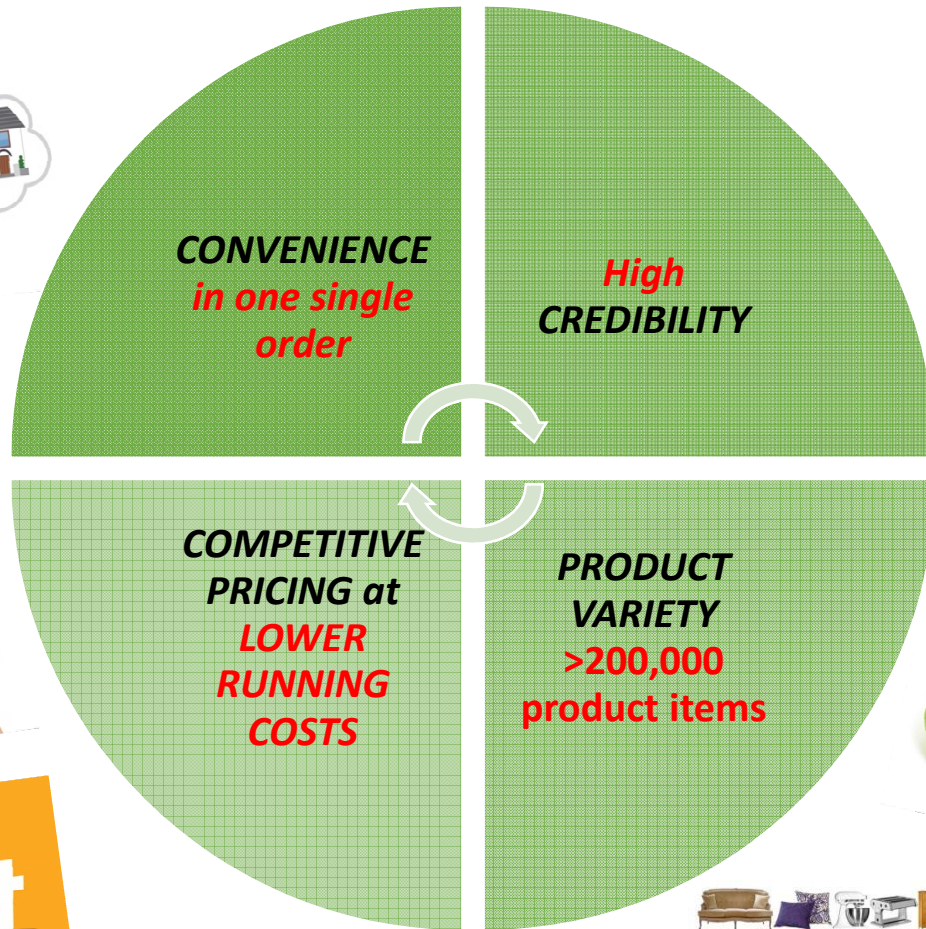 CONVENIENCE
in one single
order
High
CREDIBILITY
COMPETITIVE
PRICING at
LOWER
RUNNING
COSTS
PRODUCT
VARIETY
>200,000
product items